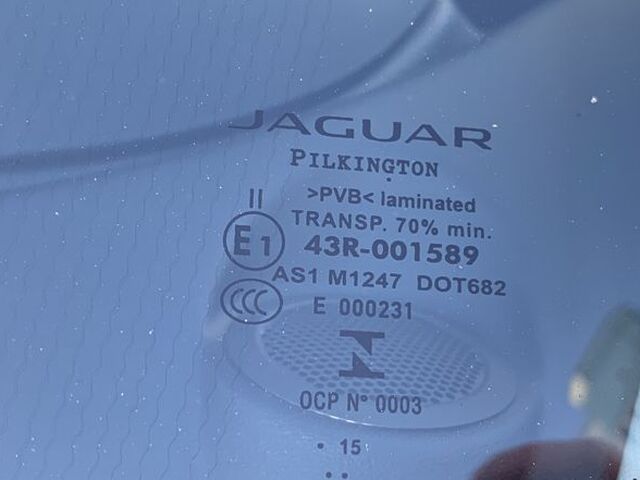 JAGUAR
PILKINGTON
>PVB< laminated
II TRANSP. 70% min.
E1 43R-001589
AS1 M1247 DOT682
CCC E 000231
OCP N° 0003
· 15